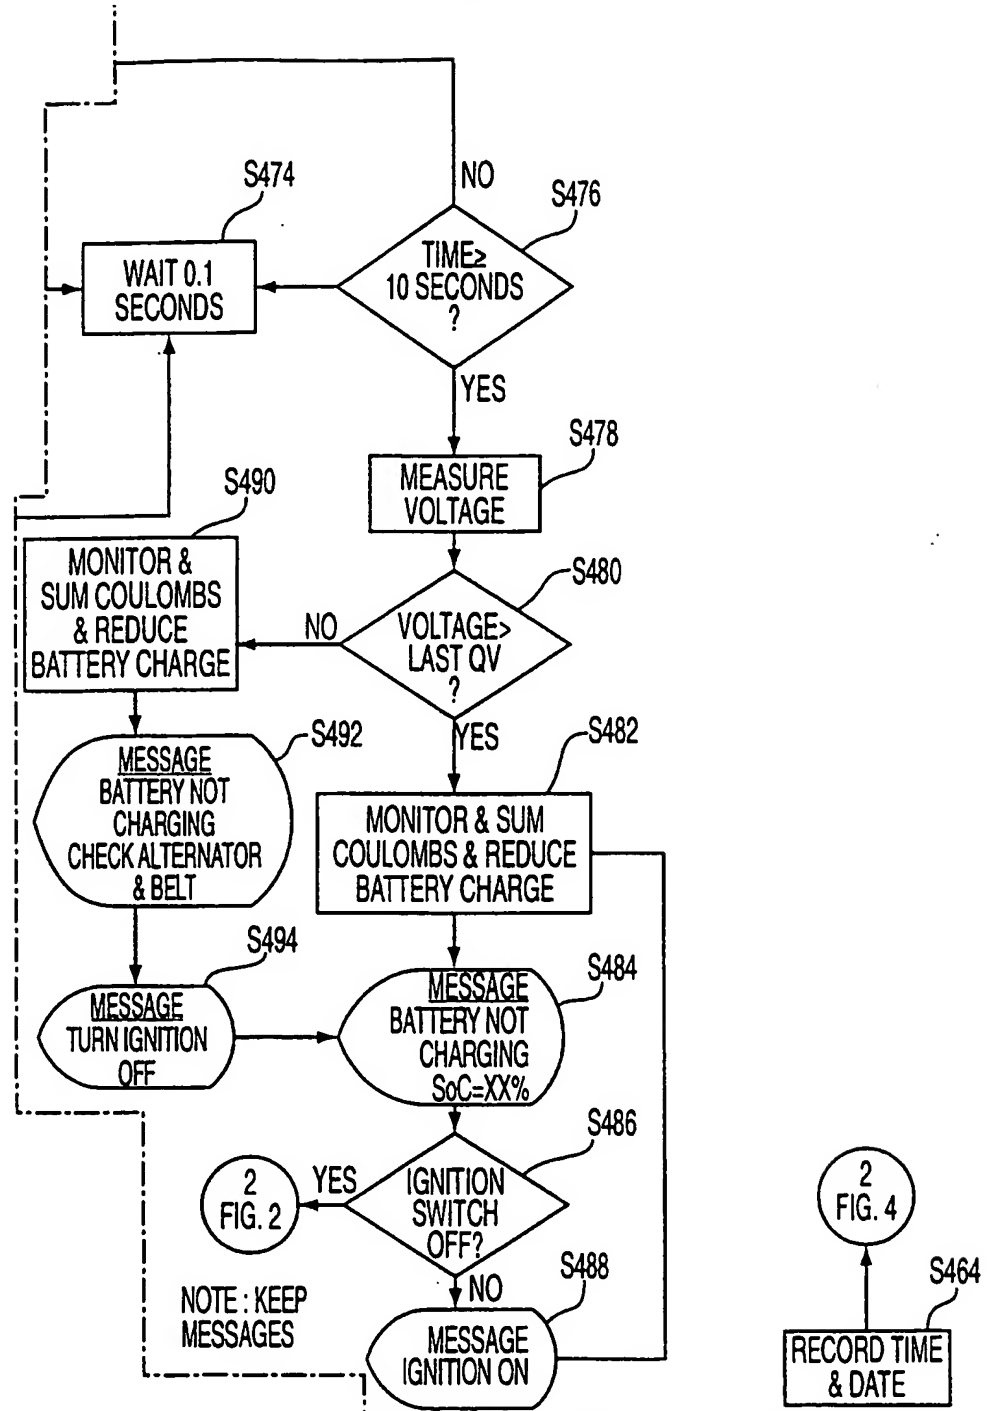 NO
S474
S476
WAIT 0.1
SECONDS
TIME≥
10 SECONDS
?
YES
S478
MEASURE
VOLTAGE
S490
MONITOR &
SUM COULOMBS
& REDUCE
BATTERY CHARGE
S480
NO
VOLTAGE>
LAST QV
?
YES
S482
S492
MESSAGE
BATTERY NOT
CHARGING
CHECK ALTERNATOR
& BELT
MONITOR & SUM
COULOMBS & REDUCE
BATTERY CHARGE
S494
MESSAGE
TURN IGNITION
OFF
S484
MESSAGE
BATTERY NOT
CHARGING
SoC=XX%
S486
YES
2
FIG. 2
IGNITION
SWITCH
OFF?
NO
S488
NOTE : KEEP
MESSAGES
MESSAGE
IGNITION ON
2
FIG. 4
S464
RECORD TIME
& DATE